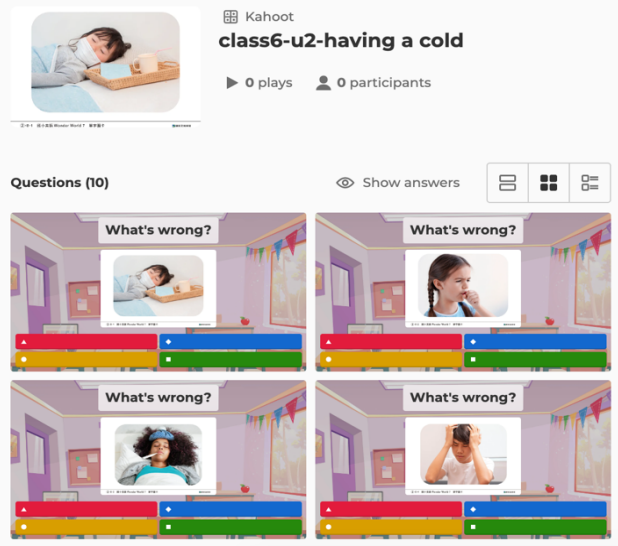 Kahoot
class6-u2-having a cold
0 plays
0 participants
Questions (10)
Show answers
What's wrong?
What's wrong?
What's wrong?
What's wrong?